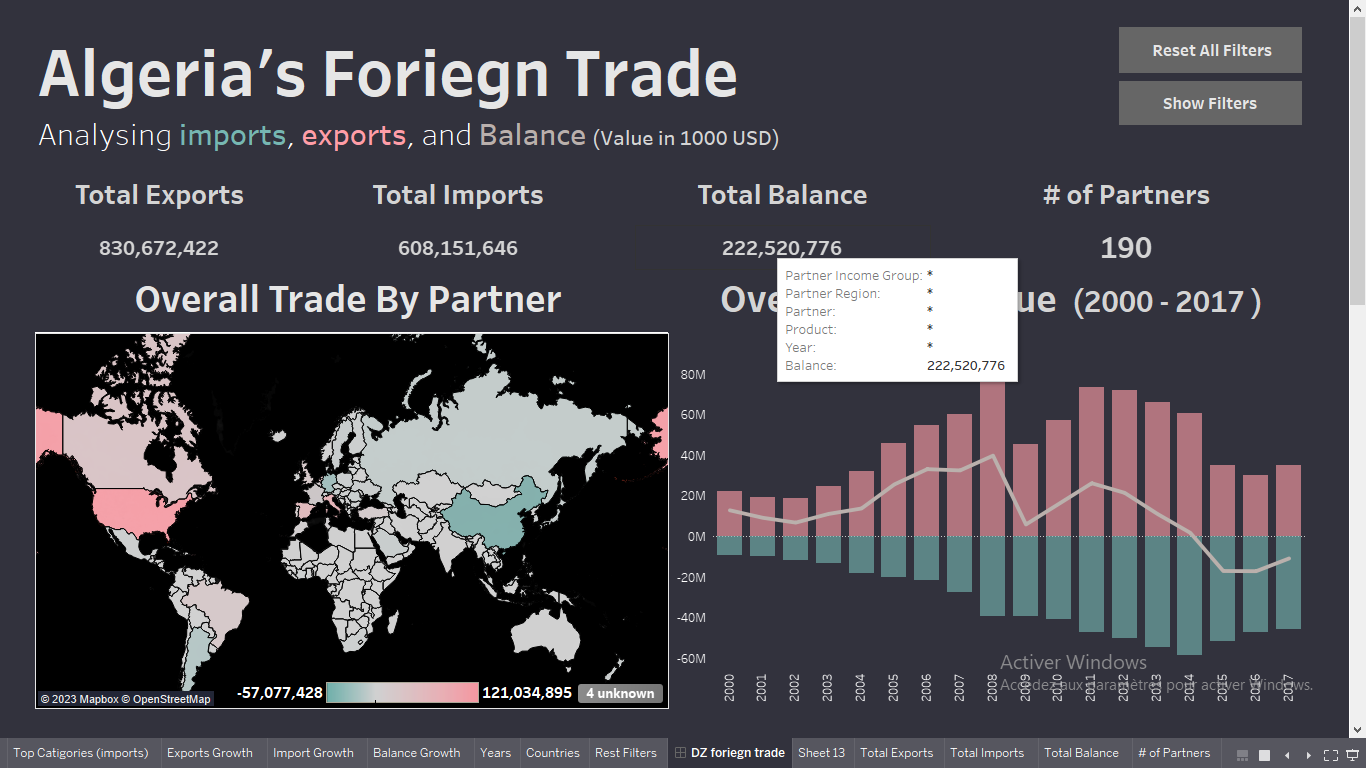 Algeria's Foriegn Trade
Reset All Filters
Show Filters
Analysing imports, exports, and Balance (Value in 1000 USD)
Total Exports
Total Imports
Total Balance
# of Partners
830,672,422
608,151,646
222,520,776
190
Overall Trade By Partner
Ove
ue (2000 - 2017 )
Partner Income Group: *
Partner Region: *
Partner: *
Product: *
Year: *
Balance: 222,520,776
80M
60M
40M
20M
0M
-20M
-40M
-60M
2000
2001
2002
2003
2004
2005
2006
2007
2008
2009
2010
2011
2012
2013
2014
2015
2016
2017
© 2023 Mapbox © OpenStreetMap
-57,077,428
121,034,895
4 unknown
Activer Windows
Accédez aux paramètres pour activer Windows.
Top Catigories (imports)
Exports Growth
Import Growth
Balance Growth
Years
Countries
Rest Filters
DZ foriegn trade
Sheet 13
Total Exports
Total Imports
Total Balance
# of Partners